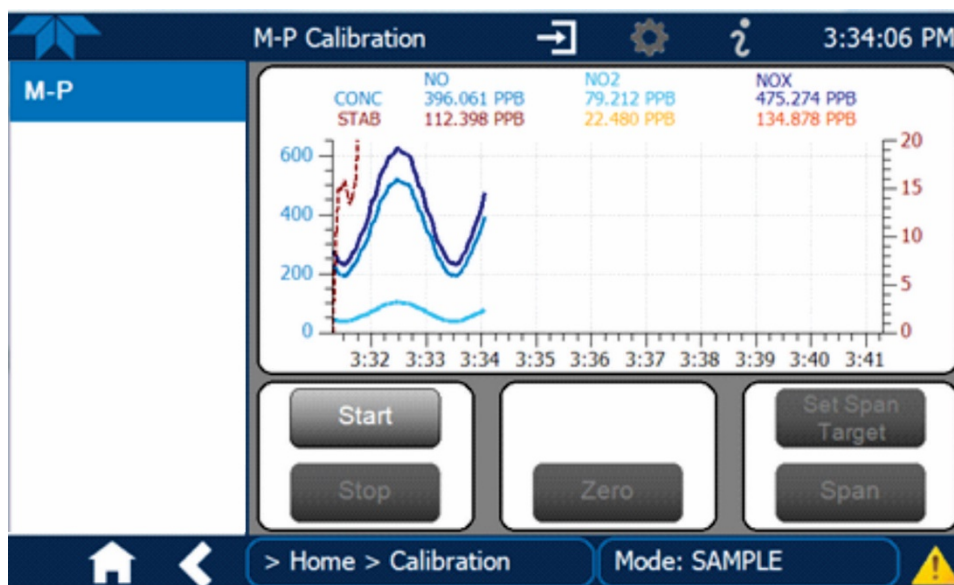 M-P Calibration 3:34:06 PM
M-P
NO NO2 NOX
CONC 396.061 PPB 79.212 PPB 475.274 PPB
STAB 112.398 PPB 22.480 PPB 134.878 PPB
600
400
200
0
20
15
10
5
0
3:32 3:33 3:34 3:35 3:36 3:37 3:38 3:39 3:40 3:41
Start
Stop
Zero
Set Span
Target
Span
> Home > Calibration
Mode: SAMPLE